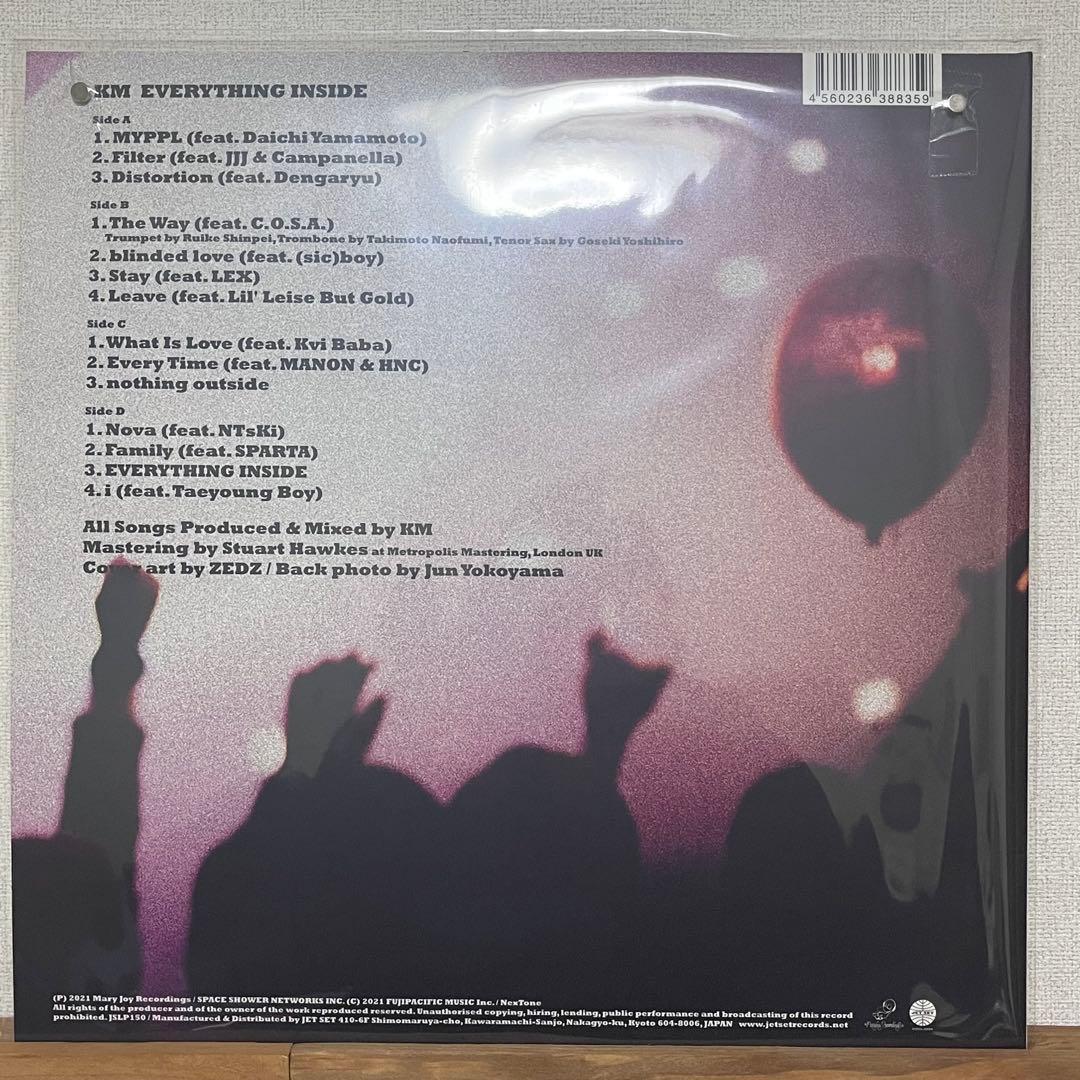 KM EVERYTHING INSIDE
4 560236 388359
Side A
1. MYPPL (feat. Daichi Yamamoto)
2. Filter (feat. JJJ & Campanella)
3. Distortion (feat. Dengaryu)
Side B
1. The Way (feat. C.O.S.A.)
Trumpet by Ruike Shinpei, Trombone by Takimoto Naofumi, Tenor Sax by Goseki Yoshihiro
2. blinded love (feat. (sic)boy)
3. Stay (feat. LEX)
4. Leave (feat. Lil' Leise But Gold)
Side C
1. What Is Love (feat. Kvi Baba)
2. Every Time (feat. MANON & HNC)
3. nothing outside
Side D
1. Nova (feat. NTsKi)
2. Family (feat. SPARTA)
3. EVERYTHING INSIDE
4. i (feat. Taeyoung Boy)
All Songs Produced & Mixed by KM
Mastering by Stuart Hawkes at Metropolis Mastering, London UK
Cover art by ZEDZ / Back photo by Jun Yokoyama
(P) 2021 Mary Joy Recordings / SPACE SHOWER NETWORKS INC. (C) 2021 FUJIPACIFIC MUSIC Inc. / NexTone
All rights of the producer and of the owner of the work reproduced reserved. Unauthorised copying, hiring, lending, public performance and broadcasting of this record
prohibited. JSLP150 / Manufactured & Distributed by JET SET 410-6F Shimomaruya-cho, Kawaramachi-Sanjo, Nakagyo-ku, Kyoto 604-8006, JAPAN www.jetsetrecords.net
JET SET